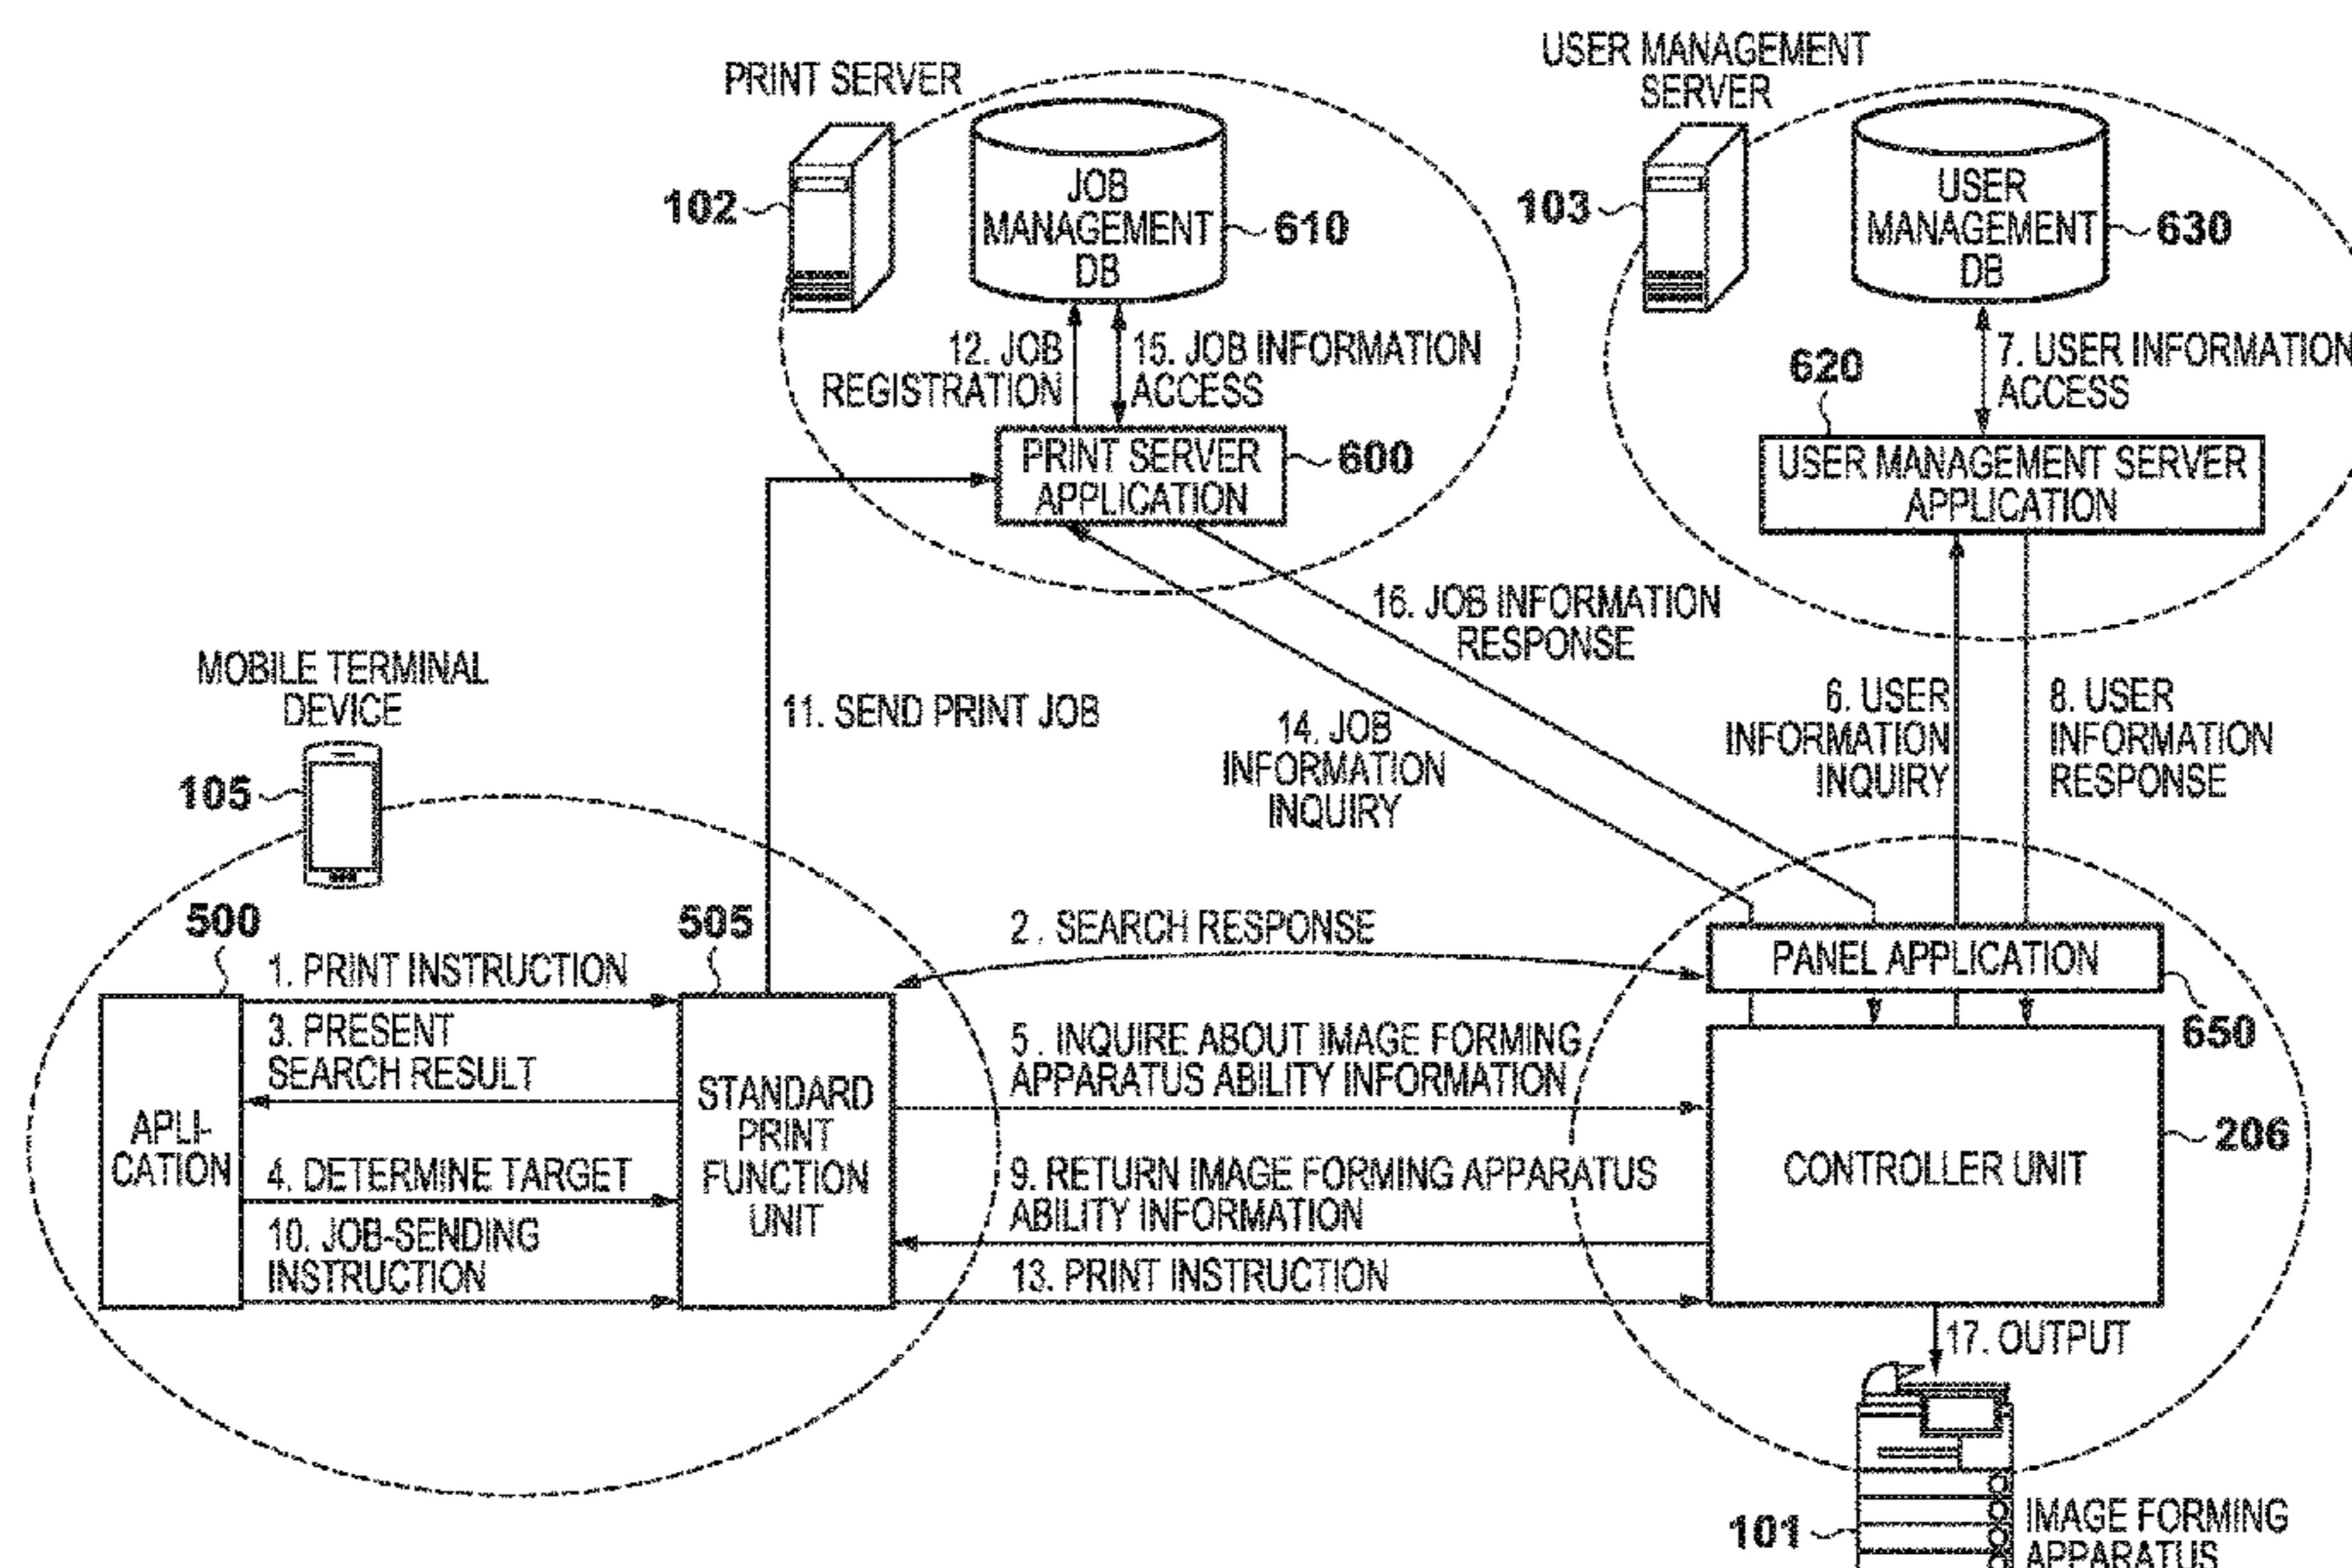 PRINT SERVER
102
JOB
MANAGEMENT
DB
610
12. JOB
REGISTRATION
15. JOB INFORMATION
ACCESS
PRINT SERVER
APPLICATION
600
USER MANAGEMENT
SERVER
103
USER
MANAGEMENT
DB
630
620
7. USER INFORMATION
ACCESS
USER MANAGEMENT SERVER
APPLICATION
16. JOB INFORMATION
RESPONSE
14. JOB
INFORMATION
INQUIRY
6. USER
INFORMATION
INQUIRY
8. USER
INFORMATION
RESPONSE
11. SEND PRINT JOB
MOBILE TERMINAL
DEVICE
105
500
505
1. PRINT INSTRUCTION
3. PRESENT
SEARCH RESULT
4. DETERMINE TARGET
10. JOB-SENDING
INSTRUCTION
APLI-
CATION
STANDARD
PRINT
FUNCTION
UNIT
2 . SEARCH RESPONSE
5 . INQUIRE ABOUT IMAGE FORMING
APPARATUS ABILITY INFORMATION
9. RETURN IMAGE FORMING APPARATUS
ABILITY INFORMATION
13. PRINT INSTRUCTION
PANEL APPLICATION
650
CONTROLLER UNIT
206
17. OUTPUT
101
IMAGE FORMING
APPARATUS